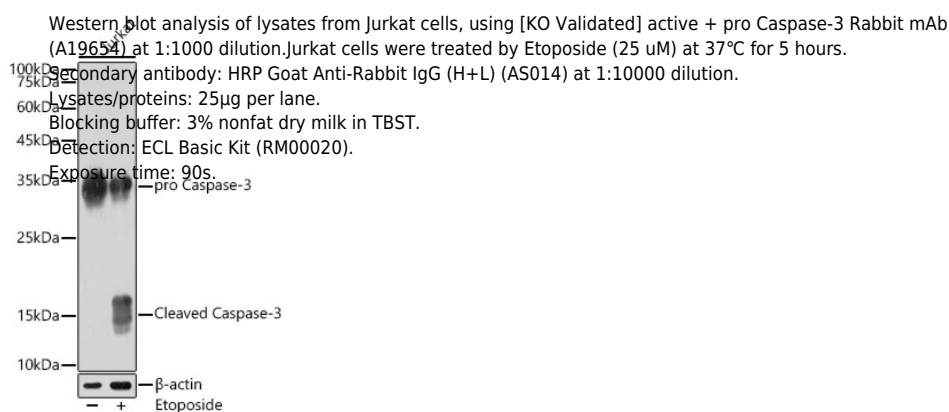 Western blot analysis of lysates from Jurkat cells, using [KO Validated] active + pro Caspase-3 Rabbit mAb
(A19654) at 1:1000 dilution.Jurkat cells were treated by Etoposide (25 uM) at 37℃ for 5 hours.
Secondary antibody: HRP Goat Anti-Rabbit IgG (H+L) (AS014) at 1:10000 dilution.
Lysates/proteins: 25μg per lane.
Blocking buffer: 3% nonfat dry milk in TBST.
Detection: ECL Basic Kit (RM00020).
Exposure time: 90s.
Jurkat
100kDa
75kDa
60kDa
45kDa
35kDa
pro Caspase-3
25kDa
15kDa
Cleaved Caspase-3
10kDa
β-actin
− + Etoposide